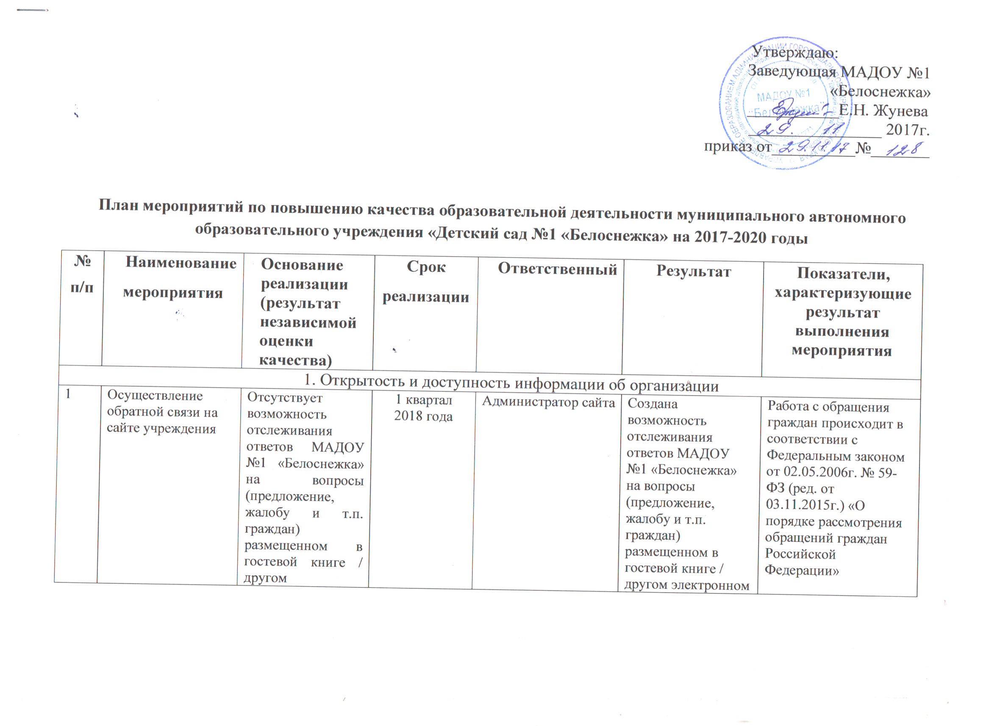 Утверждаю:
Заведующая МАДОУ №1
«Белоснежка»
Е.Н. Жунева
29. 11 2017г.
приказ от 29.11.17 № 128
МАДОУ №1
"Белоснежка"
План мероприятий по повышению качества образовательной деятельности муниципального автономного
образовательного учреждения «Детский сад №1 «Белоснежка» на 2017-2020 годы
№
п/п
Наименование
мероприятия
Основание
реализации
(результат
независимой
оценки
качества)
Срок
реализации
Ответственный
Результат
Показатели,
характеризующие
результат
выполнения
мероприятия
1. Открытость и доступность информации об организации
1
Осуществление
обратной связи на
сайте учреждения
Отсутствует
возможность
отслеживания
ответов МАДОУ
№1 «Белоснежка»
на вопросы
(предложение,
жалобу и т.п.
граждан)
размещенном в
гостевой книге /
другом
1 квартал
2018 года
Администратор сайта
Создана
возможность
отслеживания
ответов МАДОУ
№1 «Белоснежка»
на вопросы
(предложение,
жалобу и т.п.
граждан)
размещенном в
гостевой книге /
другом электронном
Работа с обращения
граждан происходит в
соответствии с
Федеральным законом
от 02.05.2006г. № 59-
ФЗ (ред. от
03.11.2015г.) «О
порядке рассмотрения
обращений граждан
Российской
Федерации»